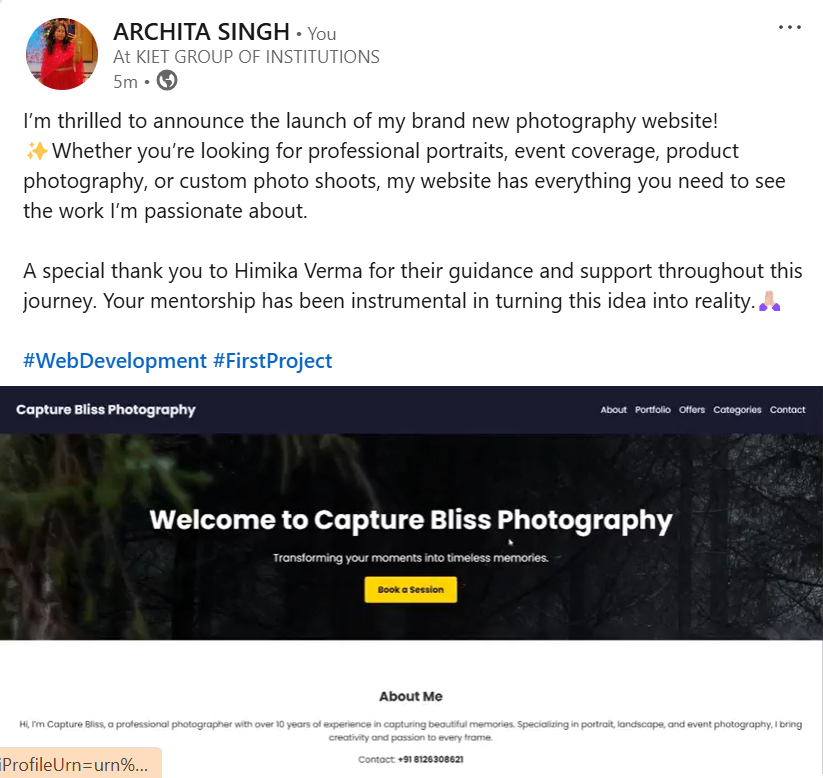 ARCHITA SINGH • You
At KIET GROUP OF INSTITUTIONS
5m •
I’m thrilled to announce the launch of my brand new photography website!
✨Whether you’re looking for professional portraits, event coverage, product
photography, or custom photo shoots, my website has everything you need to see
the work I’m passionate about.
A special thank you to Himika Verma for their guidance and support throughout this
journey. Your mentorship has been instrumental in turning this idea into reality.🙏🏻
#WebDevelopment #FirstProject
Capture Bliss Photography
About Portfolio Offers Categories Contact
Welcome to Capture Bliss Photography
Transforming your moments into timeless memories.
Book a Session
About Me
Hi, I'm Capture Bliss, a professional photographer with over 10 years of experience in capturing beautiful memories. Specializing in portrait, landscape, and event photography, I bring
creativity and passion to every frame.
Contact: +91 8126308621
iProfileUrn=urn%...